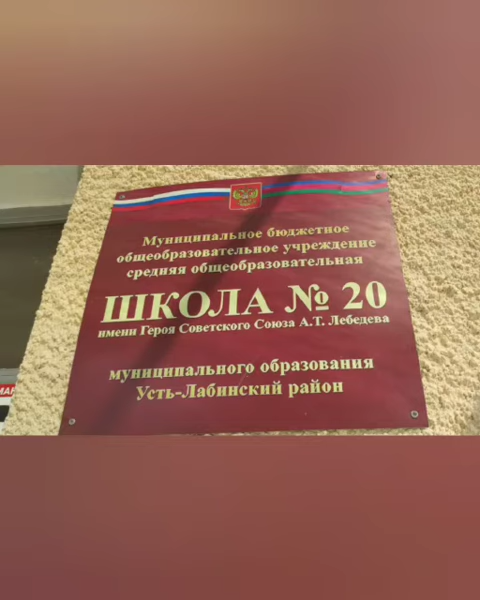 Муниципальное бюджетное
общеобразовательное учреждение
средняя общеобразовательная
ШКОЛА № 20
имени Героя Советского Союза А.Т. Лебедева
муниципального образования
Усть-Лабинский район